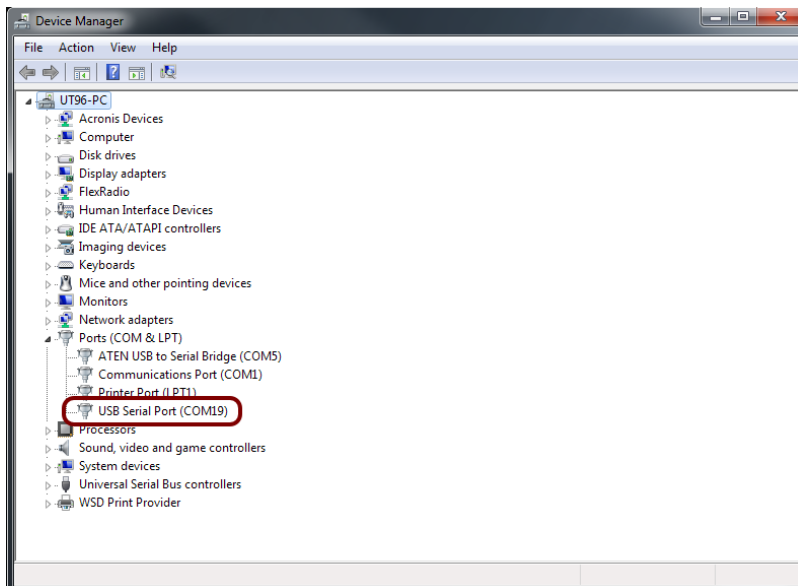 Device Manager
File Action View Help
UT96-PC
Acronis Devices
Computer
Disk drives
Display adapters
FlexRadio
Human Interface Devices
IDE ATA/ATAPI controllers
Imaging devices
Keyboards
Mice and other pointing devices
Monitors
Network adapters
Ports (COM & LPT)
ATEN USB to Serial Bridge (COM5)
Communications Port (COM1)
Printer Port (LPT1)
USB Serial Port (COM19)
Processors
Sound, video and game controllers
System devices
Universal Serial Bus controllers
WSD Print Provider